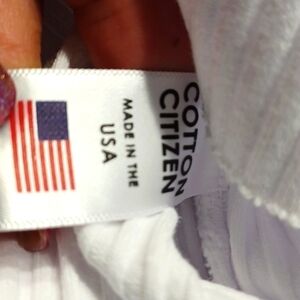 COTTON
CITIZEN
MADE IN THE
USA